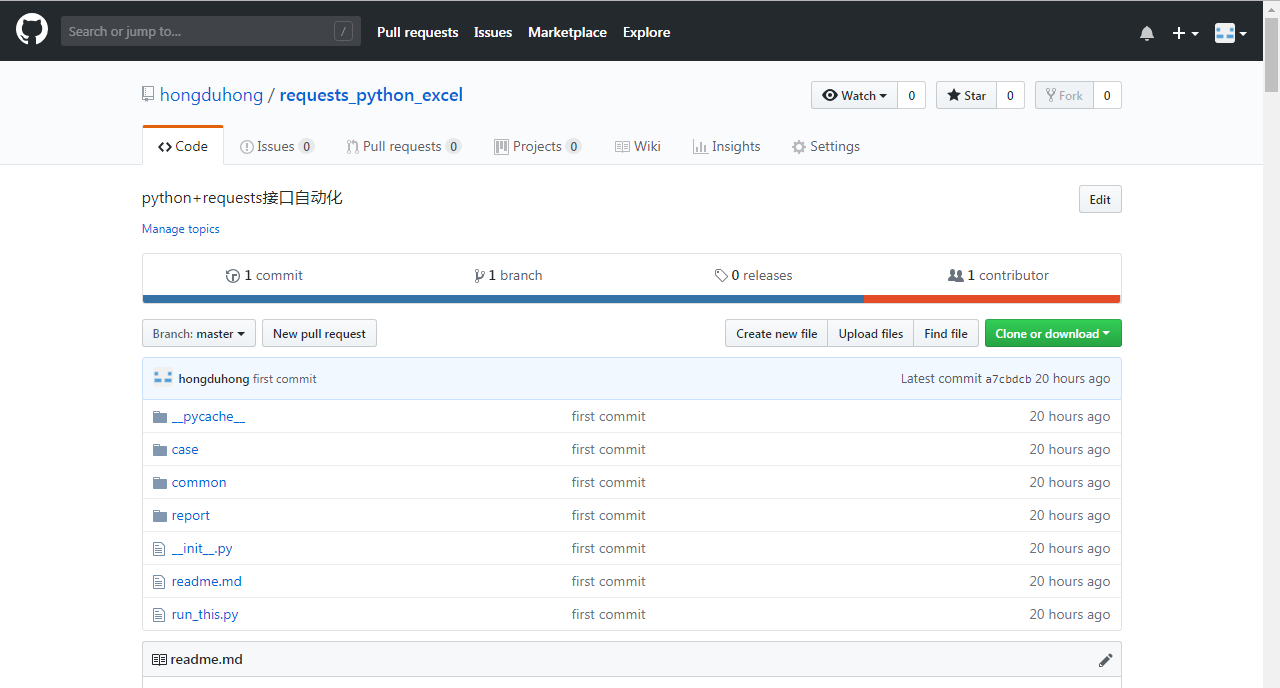 Search or jump to... /
Pull requests Issues Marketplace Explore
hongduhong / requests_python_excel
Watch 0 Star 0 Fork 0
Code Issues 0 Pull requests 0 Projects 0 Wiki Insights Settings
python+requests接口自动化 Edit
Manage topics
1 commit 1 branch 0 releases 1 contributor
Branch: master New pull request Create new file Upload files Find file Clone or download
hongduhong first commit Latest commit a7cbdcb 20 hours ago
__pycache__ first commit 20 hours ago
case first commit 20 hours ago
common first commit 20 hours ago
report first commit 20 hours ago
__init__.py first commit 20 hours ago
readme.md first commit 20 hours ago
run_this.py first commit 20 hours ago
readme.md